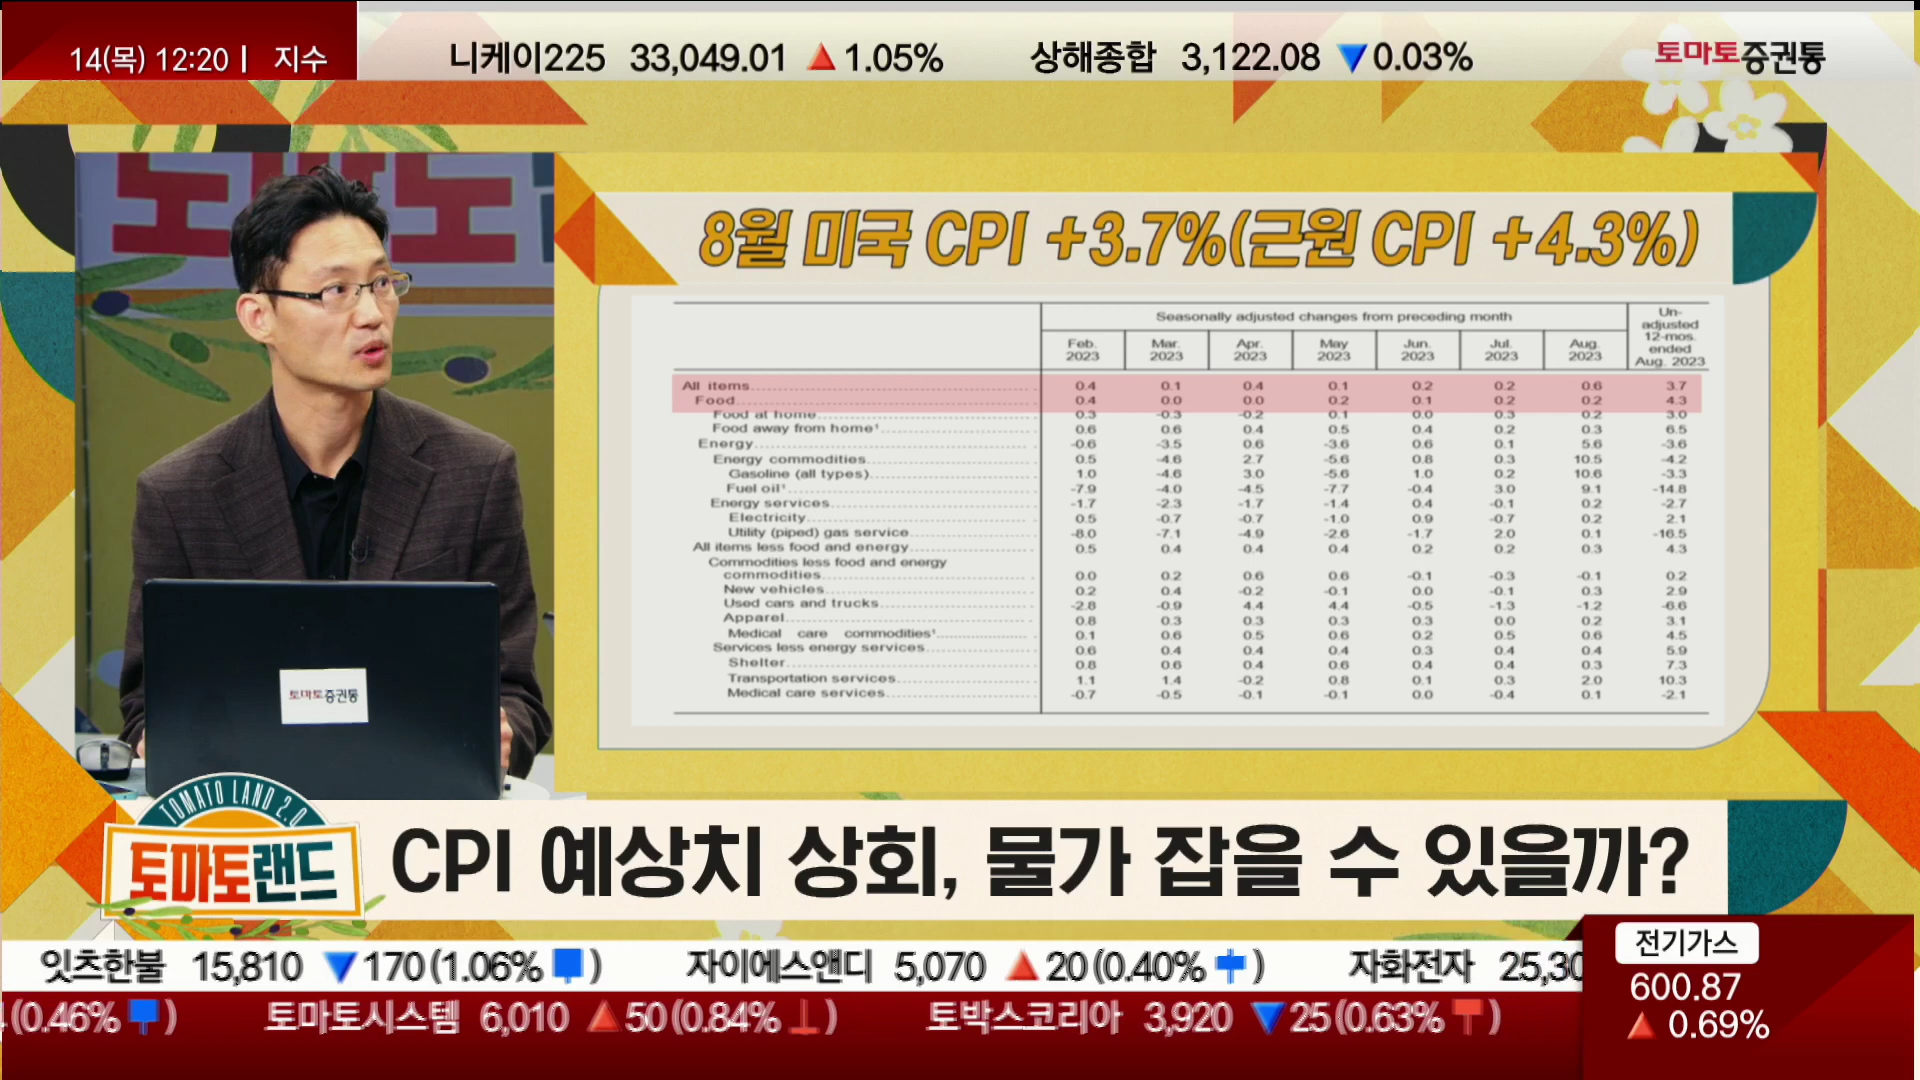 14(목) 12:20 | 지수
니케이225 33,049.01 ▲1.05% 상해종합 3,122.08 ▼0.03%
토마토증권통
8월 미국 CPI +3.7%(근원 CPI +4.3%)
Seasonally adjusted changes from preceding month
Un-adjusted 12-mos. ended Aug. 2023
Feb. 2023 Mar. 2023 Apr. 2023 May 2023 Jun. 2023 Jul. 2023 Aug. 2023
All items 0.4 0.1 0.4 0.1 0.2 0.2 0.6 3.7
Food 0.4 0.0 0.0 0.2 0.1 0.2 0.2 4.3
Food at home 0.3 -0.3 -0.2 0.1 0.0 0.3 0.2 3.0
Food away from home¹ 0.6 0.6 0.4 0.5 0.4 0.2 0.3 6.5
Energy -0.6 -3.5 0.6 -3.6 0.6 0.1 5.6 -3.6
Energy commodities 0.5 -4.6 2.7 -5.6 0.8 0.3 10.5 -4.2
Gasoline (all types) 1.0 -4.6 3.0 -5.6 1.0 0.2 10.6 -3.3
Fuel oil¹ -7.9 -4.0 -4.5 -7.7 -0.4 3.0 9.1 -14.8
Energy services -1.7 -2.3 -1.7 -1.4 0.4 -0.1 0.2 -2.7
Electricity 0.5 -0.7 -0.7 -1.0 0.9 -0.7 0.2 2.1
Utility (piped) gas service -8.0 -7.1 -4.9 -2.6 -1.7 2.0 0.1 -16.5
All items less food and energy 0.5 0.4 0.4 0.4 0.2 0.2 0.3 4.3
Commodities less food and energy
commodities 0.0 0.2 0.6 0.6 -0.1 -0.3 -0.1 0.2
New vehicles 0.2 0.4 -0.2 -0.1 0.0 -0.1 0.3 2.9
Used cars and trucks -2.8 -0.9 4.4 4.4 -0.5 -1.3 -1.2 -6.6
Apparel 0.8 0.3 0.3 0.3 0.3 0.0 0.2 3.1
Medical care commodities¹ 0.1 0.6 0.5 0.6 0.2 0.5 0.6 4.5
Services less energy services 0.6 0.4 0.4 0.4 0.3 0.4 0.4 5.9
Shelter 0.8 0.6 0.4 0.6 0.4 0.4 0.3 7.3
Transportation services 1.1 1.4 -0.2 0.8 0.1 0.3 2.0 10.3
Medical care services -0.7 -0.5 -0.1 -0.1 0.0 -0.4 0.1 -2.1
토마토증권통
TOMATO LAND 2.0
토마토랜드
CPI 예상치 상회, 물가 잡을 수 있을까?
잇츠한불 15,810 ▼170(1.06%) 자이에스앤디 5,070 ▲20(0.40%) 자화전자 25,30
(0.46%) 토마토시스템 6,010 ▲50(0.84%) 토박스코리아 3,920 ▼25(0.63%)
전기가스
600.87
▲ 0.69%